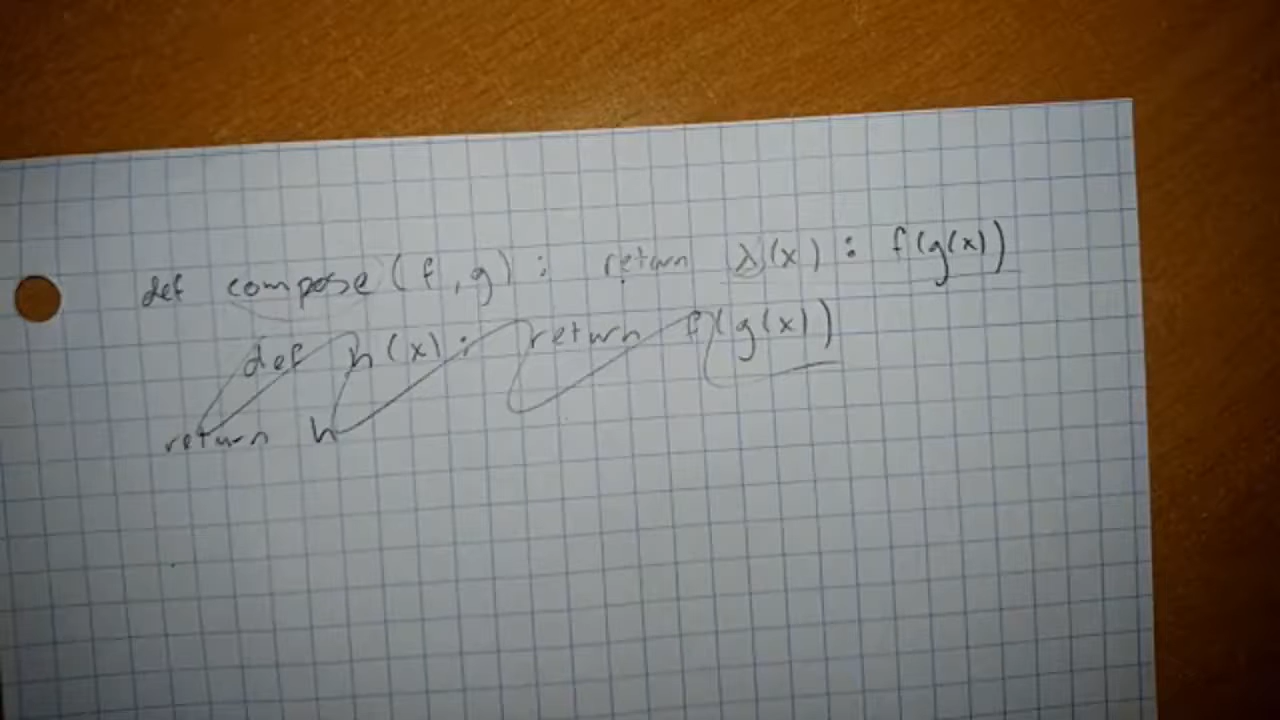 def compose(f,g): return λ(x): f(g(x))
def h(x): return f(g(x))
return h